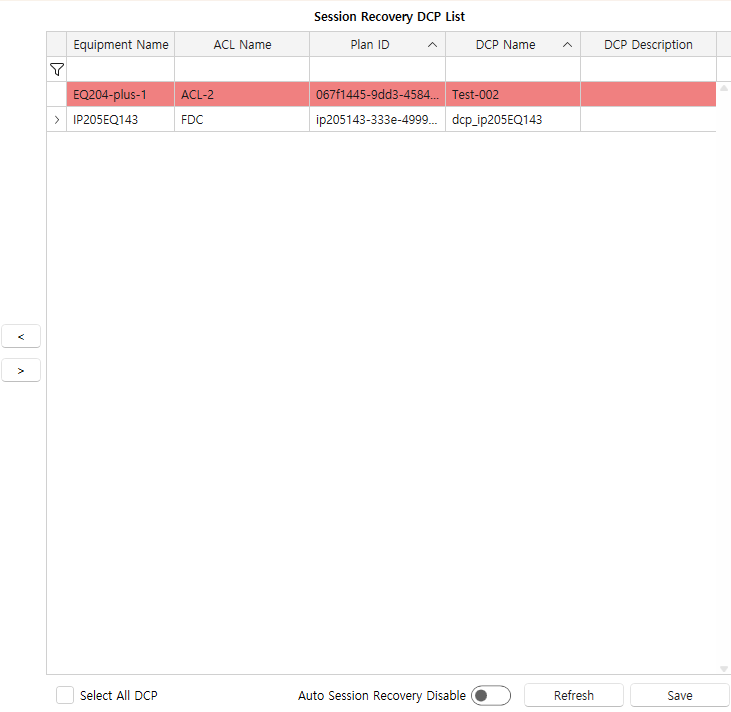 Session Recovery DCP List
Equipment Name ACL Name Plan ID DCP Name DCP Description
EQ204-plus-1 ACL-2 067f1445-9dd3-4584... Test-002
IP205EQ143 FDC ip205143-333e-4999... dcp_ip205EQ143
<
>
Select All DCP Auto Session Recovery Disable Refresh Save